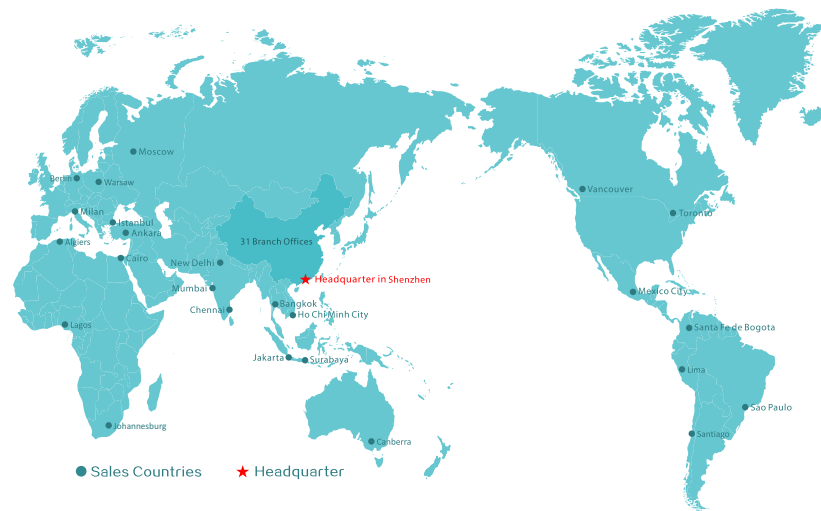 Moscow
Berlin
Warsaw
Vancouver
Milan
Toronto
Istanbul
Ankara
Algiers
31 Branch Offices
Cairo
New Delhi
Headquarter in Shenzhen
Mumbai
Mexico City
Bangkok
Chennai
Ho Chi Minh City
Lagos
Santa Fe de Bogota
Jakarta
Surabaya
Lima
Sao Paulo
Johannesburg
Santiago
Canberra
Sales Countries
Headquarter